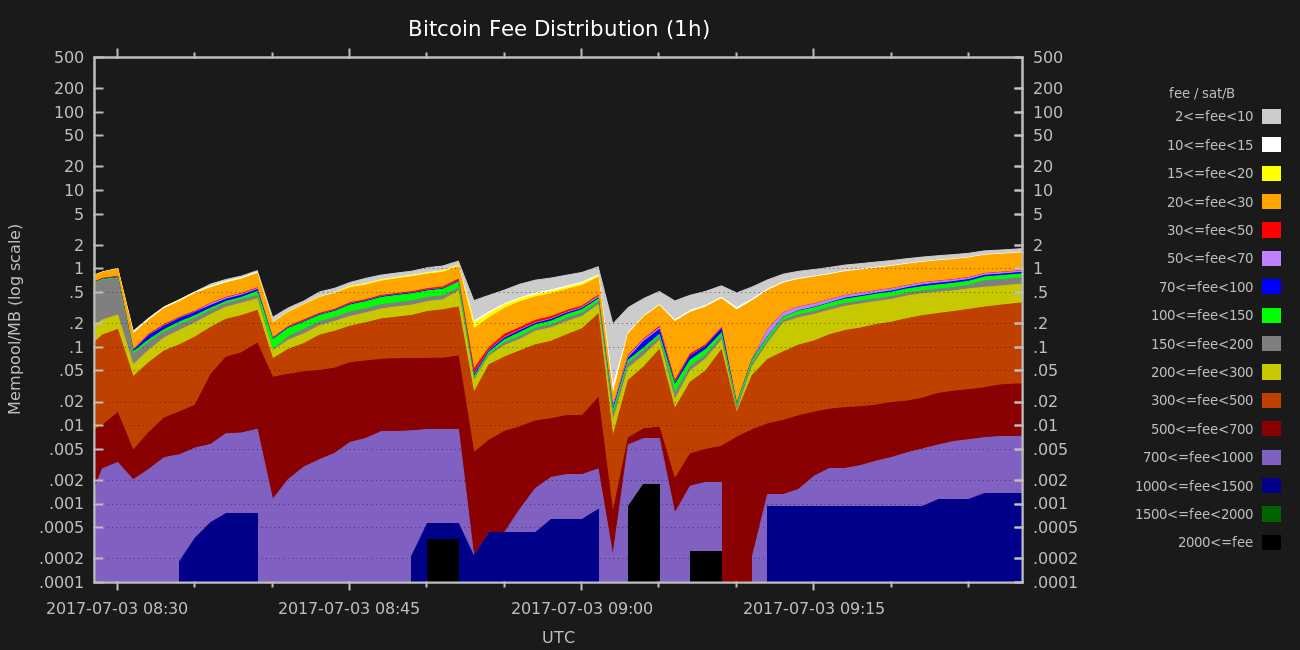 Bitcoin Fee Distribution (1h)
500 500
200 200
100 100
50 50
20 20
10 10
5 5
2 2
1 1
.5 .5
.2 .2
.1 .1
.05 .05
.02 .02
.01 .01
.005 .005
.002 .002
.001 .001
.0005 .0005
.0002 .0002
.0001 .0001
Mempool/MB (log scale)
2017-07-03 08:30 2017-07-03 08:45 2017-07-03 09:00 2017-07-03 09:15
UTC
fee / sat/B
2<=fee<10
10<=fee<15
15<=fee<20
20<=fee<30
30<=fee<50
50<=fee<70
70<=fee<100
100<=fee<150
150<=fee<200
200<=fee<300
300<=fee<500
500<=fee<700
700<=fee<1000
1000<=fee<1500
1500<=fee<2000
2000<=fee